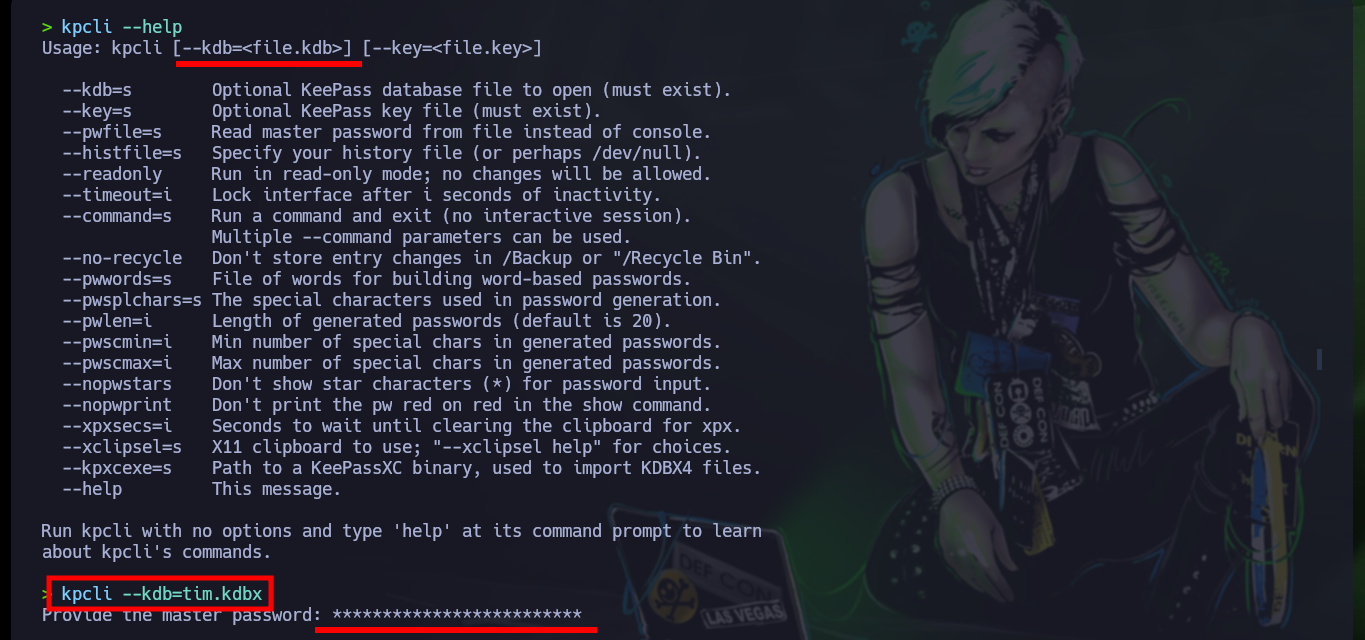 > kpcli --help
Usage: kpcli [--kdb=<file.kdb>] [--key=<file.key>]
--kdb=s Optional KeePass database file to open (must exist).
--key=s Optional KeePass key file (must exist).
--pwfile=s Read master password from file instead of console.
--histfile=s Specify your history file (or perhaps /dev/null).
--readonly Run in read-only mode; no changes will be allowed.
--timeout=i Lock interface after i seconds of inactivity.
--command=s Run a command and exit (no interactive session).
Multiple --command parameters can be used.
--no-recycle Don't store entry changes in /Backup or "/Recycle Bin".
--pwwords=s File of words for building word-based passwords.
--pwsplchars=s The special characters used in password generation.
--pwlen=i Length of generated passwords (default is 20).
--pwscmin=i Min number of special chars in generated passwords.
--pwscmax=i Max number of special chars in generated passwords.
--nopwstars Don't show star characters (*) for password input.
--nopwprint Don't print the pw red on red in the show command.
--xpxsecs=i Seconds to wait until clearing the clipboard for xpx.
--xclipsel=s X11 clipboard to use; "--xclipsel help" for choices.
--kpxcexe=s Path to a KeePassXC binary, used to import KDBX4 files.
--help This message.
Run kpcli with no options and type 'help' at its command prompt to learn
about kpcli's commands.
> kpcli --kdb=tim.kdbx
Provide the master password: *************************
DEF CON
DEF CON
DEF CON
LAS VEGAS